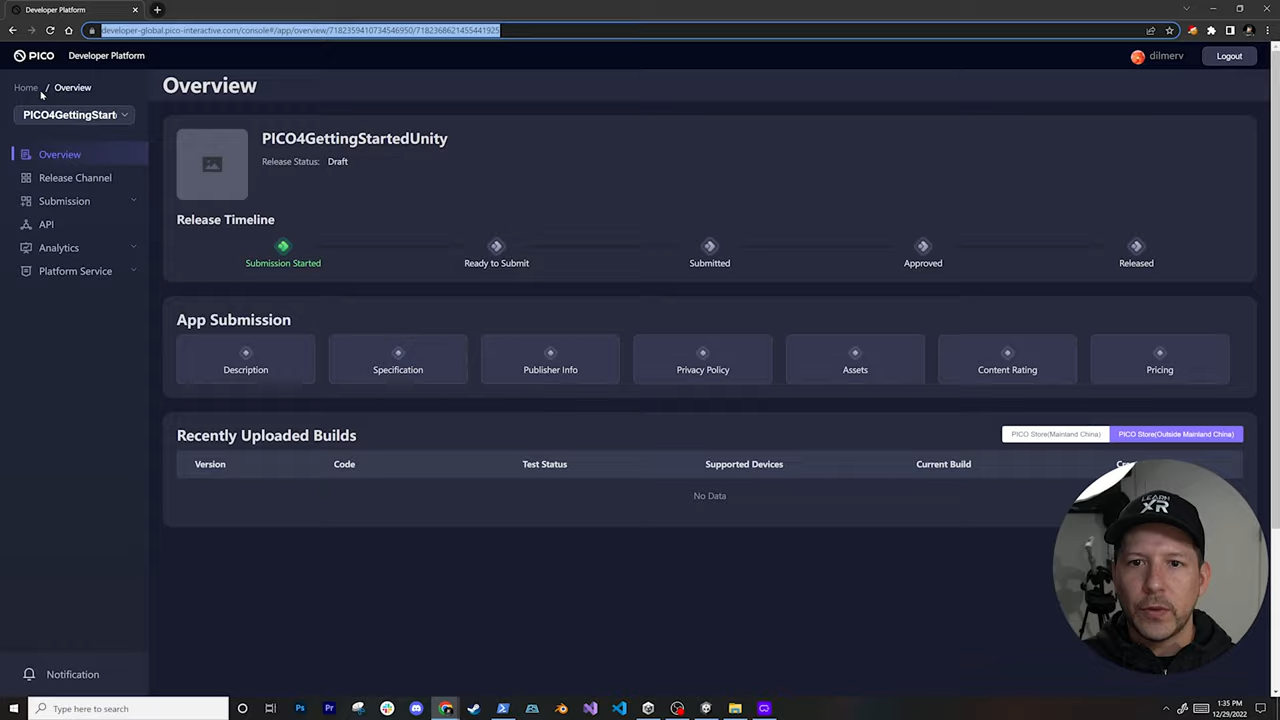 Developer Platform
developer-global.pico-interactive.com/console#/app/overview/7182359410734546950/7182368621455441925
PICO Developer Platform
dilmerv
Logout
Home / Overview
PICO4GettingStart
Overview
Release Channel
Submission
API
Analytics
Platform Service
Notification
Overview
PICO4GettingStartedUnity
Release Status: Draft
Release Timeline
Submission Started
Ready to Submit
Submitted
Approved
Released
App Submission
Description
Specification
Publisher Info
Privacy Policy
Assets
Content Rating
Pricing
Recently Uploaded Builds
PICO Store(Mainland China)
PICO Store(Outside Mainland China)
Version
Code
Test Status
Supported Devices
Current Build
No Data
LEARN
XR
Type here to search
1:35 PM
12/29/2022